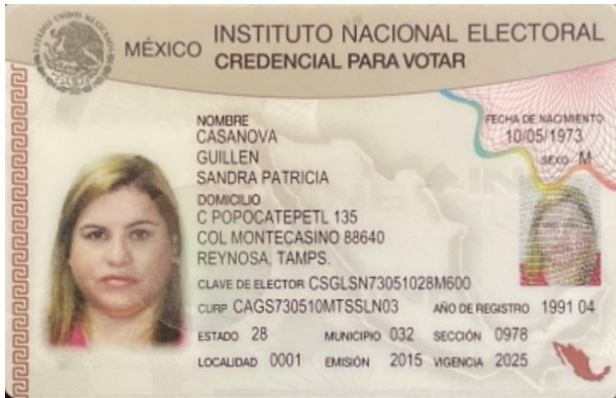 MÉXICO INSTITUTO NACIONAL ELECTORAL
CREDENCIAL PARA VOTAR
NOMBRE
CASANOVA
GUILLEN
SANDRA PATRICIA
FECHA DE NACIMIENTO
10/05/1973
SEXO M
DOMICILIO
C POPOCATEPETL 135
COL MONTECASINO 88640
REYNOSA, TAMPS.
CLAVE DE ELECTOR CSGLSN73051028M600
CURP CAGS730510MTSSLN03 AÑO DE REGISTRO 1991 04
ESTADO 28 MUNICIPIO 032 SECCIÓN 0978
LOCALIDAD 0001 EMISIÓN 2015 VIGENCIA 2025